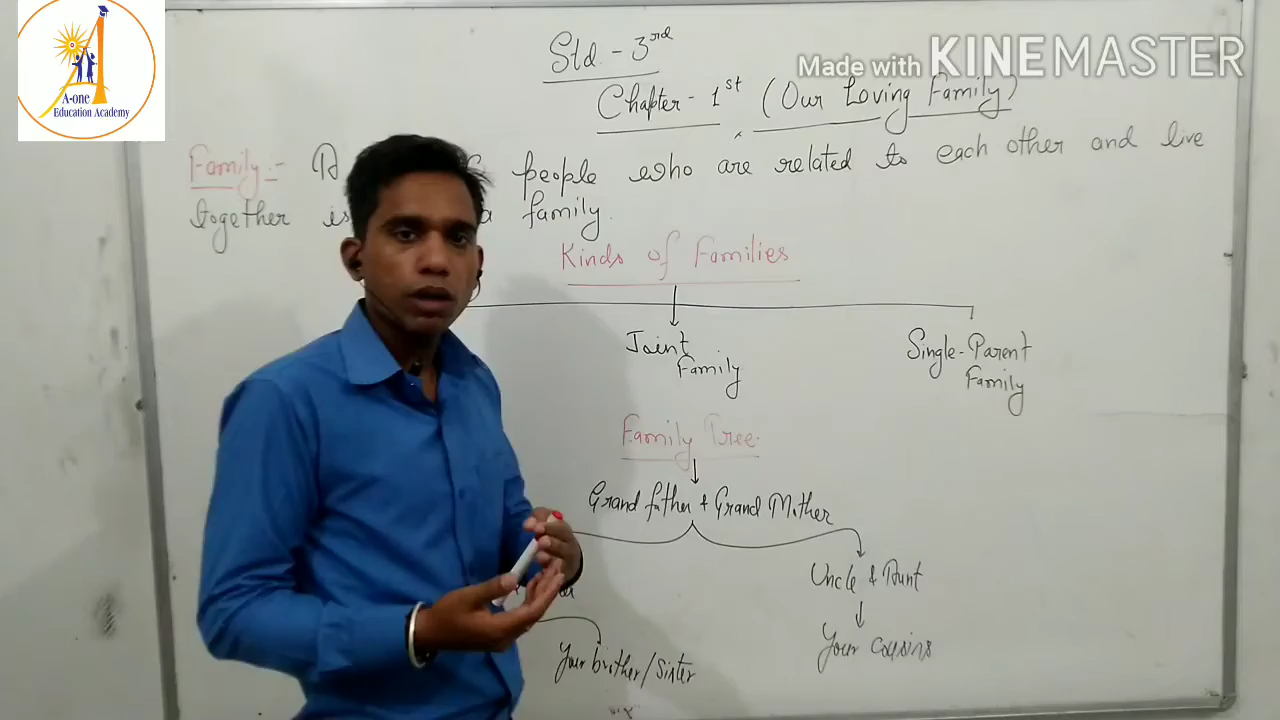 A-one
Education Academy
Made with KINEMASTER
Std.- 3rd
Chapter- 1st (Our Loving Family)
Family:- A people who are related to each other and live
together is a family.
Kinds of Families
Joint Family
Single-Parent Family
Family Tree
Grand father + Grand Mother
Uncle & Aunt
Your brother/Sister
Your cousins